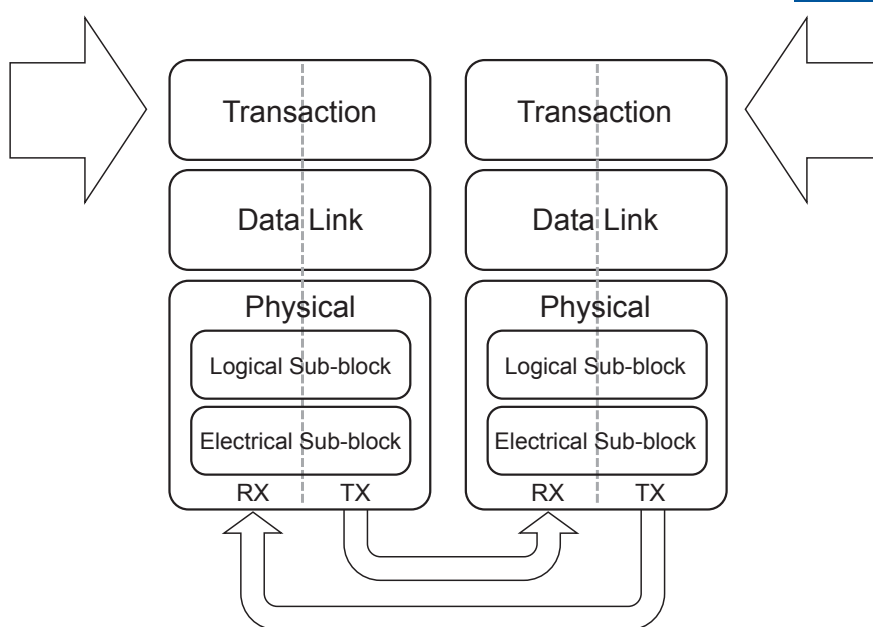 Transaction
Data Link
Physical
Logical Sub-block
Electrical Sub-block
RX TX
Transaction
Data Link
Physical
Logical Sub-block
Electrical Sub-block
RX TX